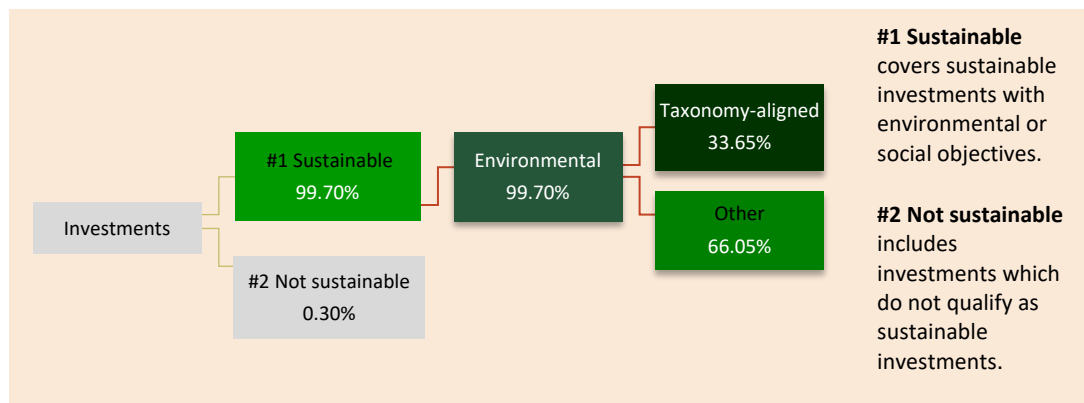 Investments
#1 Sustainable
99.70%
#2 Not sustainable
0.30%
Environmental
99.70%
Taxonomy-aligned
33.65%
Other
66.05%
#1 Sustainable
covers sustainable
investments with
environmental or
social objectives.
#2 Not sustainable
includes
investments which
do not qualify as
sustainable
investments.